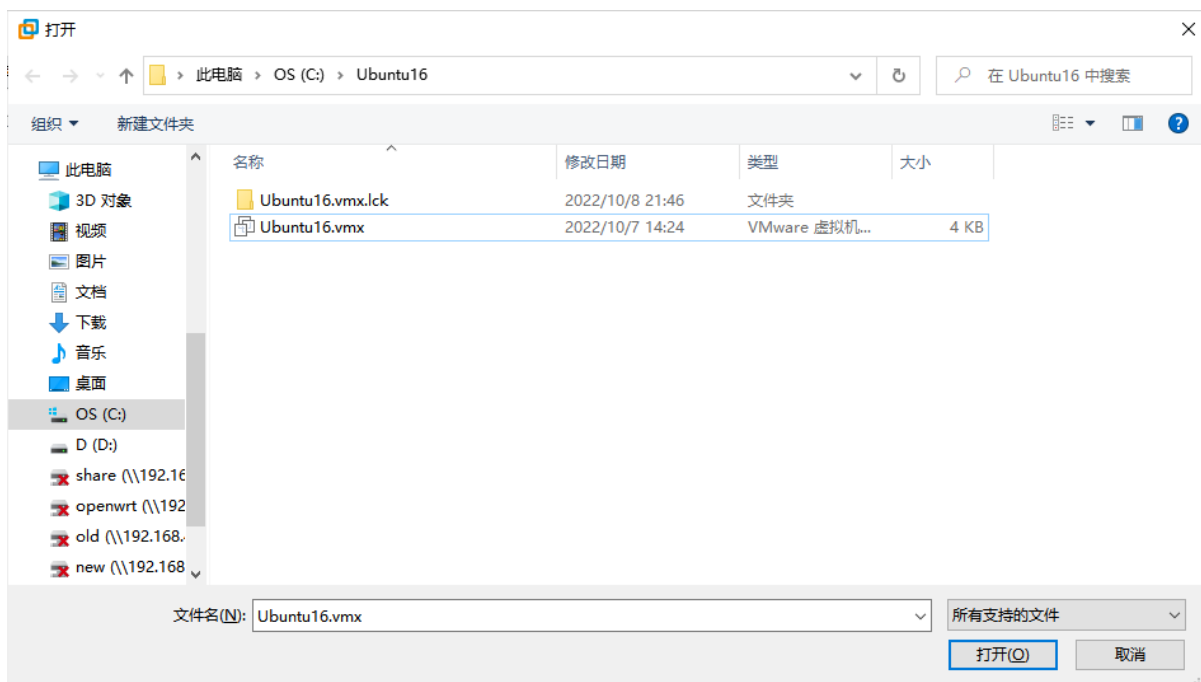 打开
此电脑 › OS (C:) › Ubuntu16
在 Ubuntu16 中搜索
组织 新建文件夹
名称 修改日期 类型 大小
Ubuntu16.vmx.lck 2022/10/8 21:46 文件夹
Ubuntu16.vmx 2022/10/7 14:24 VMware 虚拟机... 4 KB
此电脑
3D 对象
视频
图片
文档
下载
音乐
桌面
OS (C:)
D (D:)
share (\\192.16
openwrt (\\192
old (\\192.168.
new (\\192.168
文件名(N): Ubuntu16.vmx
所有支持的文件
打开(O) 取消